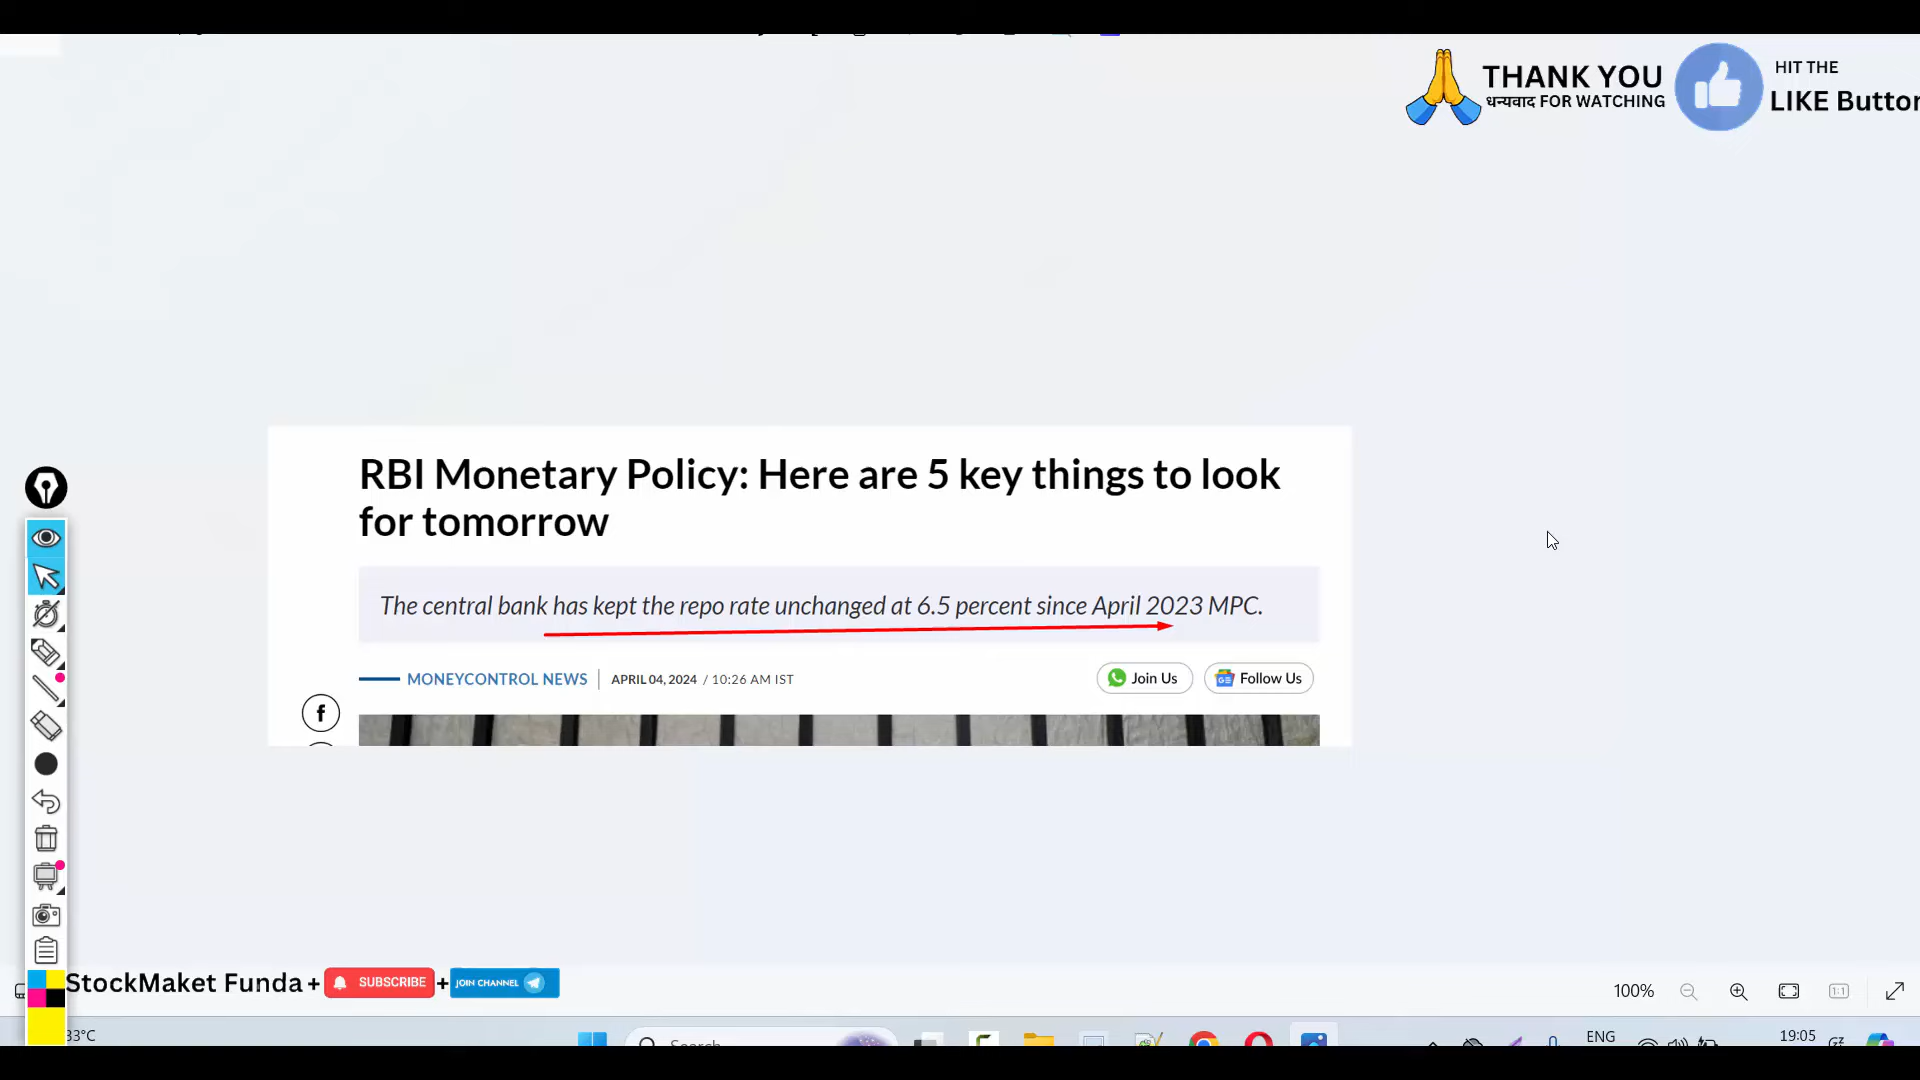 THANK YOU
धन्यवाद FOR WATCHING
HIT THE
LIKE Button
RBI Monetary Policy: Here are 5 key things to look
for tomorrow
The central bank has kept the repo rate unchanged at 6.5 percent since April 2023 MPC.
MONEYCONTROL NEWS | APRIL 04, 2024 / 10:26 AM IST
Join Us
Follow Us
f
StockMaket Funda + SUBSCRIBE + JOIN CHANNEL
100%
1:1
33°C
Search
ENG
19:05